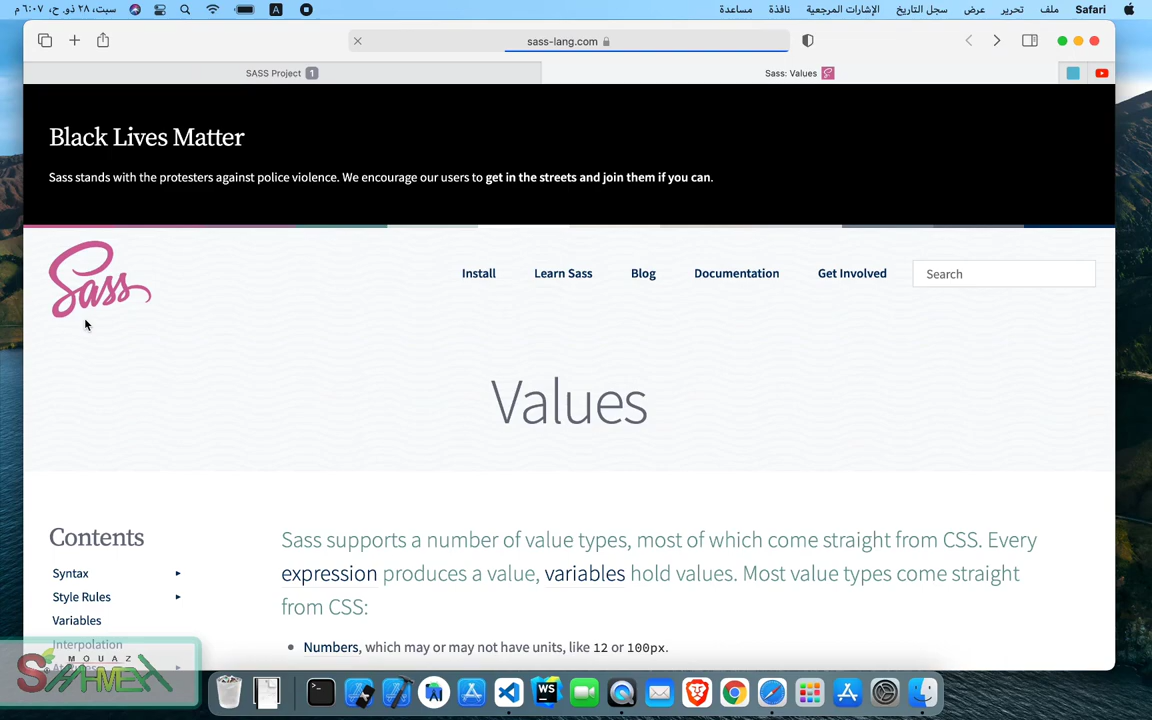 Safari ملف تحرير عرض سجل التاريخ الإشارات المرجعية نافذة مساعدة
سبت، ٢٨ ذو. ح، ٦:٠٧ م
A
sass-lang.com
SASS Project 1
Sass: Values
Black Lives Matter
Sass stands with the protesters against police violence. We encourage our users to get in the streets and join them if you can.
Sass
Install
Learn Sass
Blog
Documentation
Get Involved
Search
Values
Contents
Syntax
Style Rules
Variables
Interpolation
Sass supports a number of value types, most of which come straight from CSS. Every
expression produces a value, variables hold values. Most value types come straight
from CSS:
Numbers, which may or may not have units, like 12 or 100px.
MOUAZ
WS